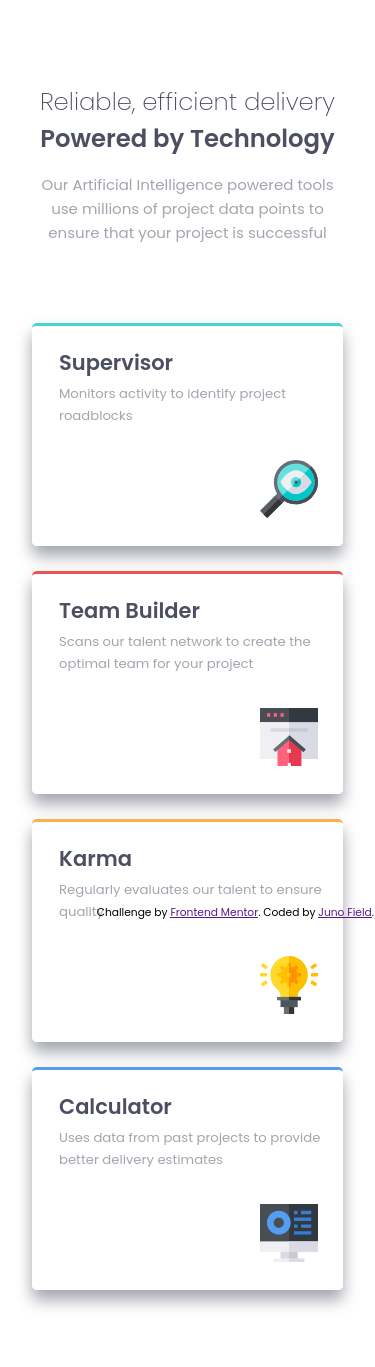 Reliable, efficient delivery
Powered by Technology
Our Artificial Intelligence powered tools
use millions of project data points to
ensure that your project is successful
Supervisor
Monitors activity to identify project
roadblocks
Team Builder
Scans our talent network to create the
optimal team for your project
Karma
Regularly evaluates our talent to ensure
quality
Challenge by Frontend Mentor. Coded by Juno Field.
Calculator
Uses data from past projects to provide
better delivery estimates